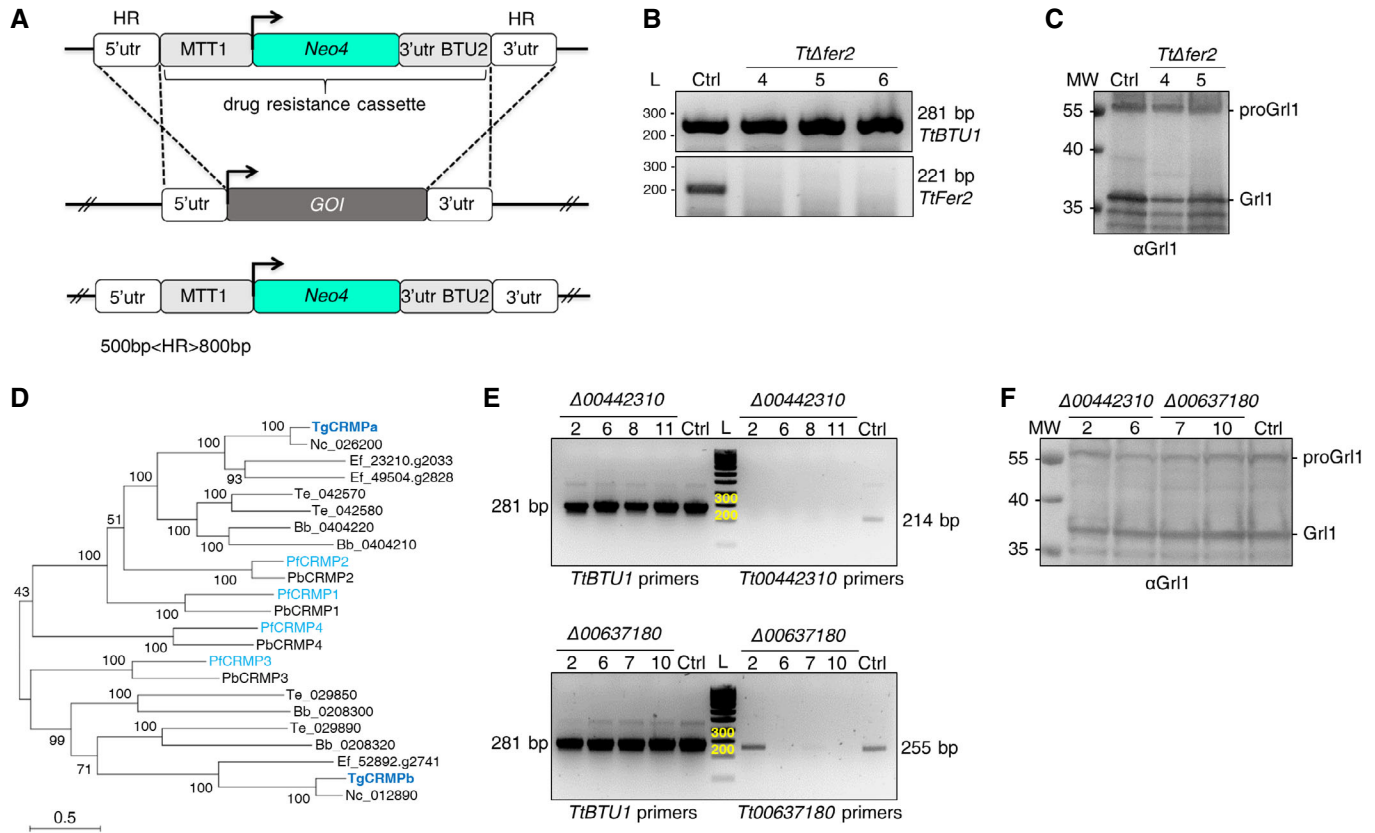 A
HR HR
5'utr MTT1 Neo4 3'utr BTU2 3'utr
drug resistance cassette
5'utr GOI 3'utr
5'utr MTT1 Neo4 3'utr BTU2 3'utr
500bp<HR>800bp
B
TtΔfer2
L Ctrl 4 5 6
300
200
281 bp
TtBTU1
300
200
221 bp
TtFer2
C
TtΔfer2
MW Ctrl 4 5
55
40
35
proGrl1
Grl1
αGrl1
D
100 TgCRMPa
100 Nc_026200
Ef_23210.g2033
93 Ef_49504.g2828
100
100 Te_042570
Te_042580
100 Bb_0404220
100 Bb_0404210
51
PfCRMP2
100 PbCRMP2
100
PfCRMP1
100 PbCRMP1
43
PfCRMP4
100 PbCRMP4
100 PfCRMP3
PbCRMP3
100 Te_029850
Bb_0208300
99
100 Te_029890
Bb_0208320
71
Ef_52892.g2741
100 TgCRMPb
100 Nc_012890
0.5
E
Δ00442310 Δ00442310
2 6 8 11 Ctrl L 2 6 8 11 Ctrl
281 bp
300
200
214 bp
TtBTU1 primers Tt00442310 primers
Δ00637180 Δ00637180
2 6 7 10 Ctrl L 2 6 7 10 Ctrl
281 bp
300
200
255 bp
TtBTU1 primers Tt00637180 primers
F
Δ00442310 Δ00637180
MW 2 6 7 10 Ctrl
55
40
35
proGrl1
Grl1
αGrl1